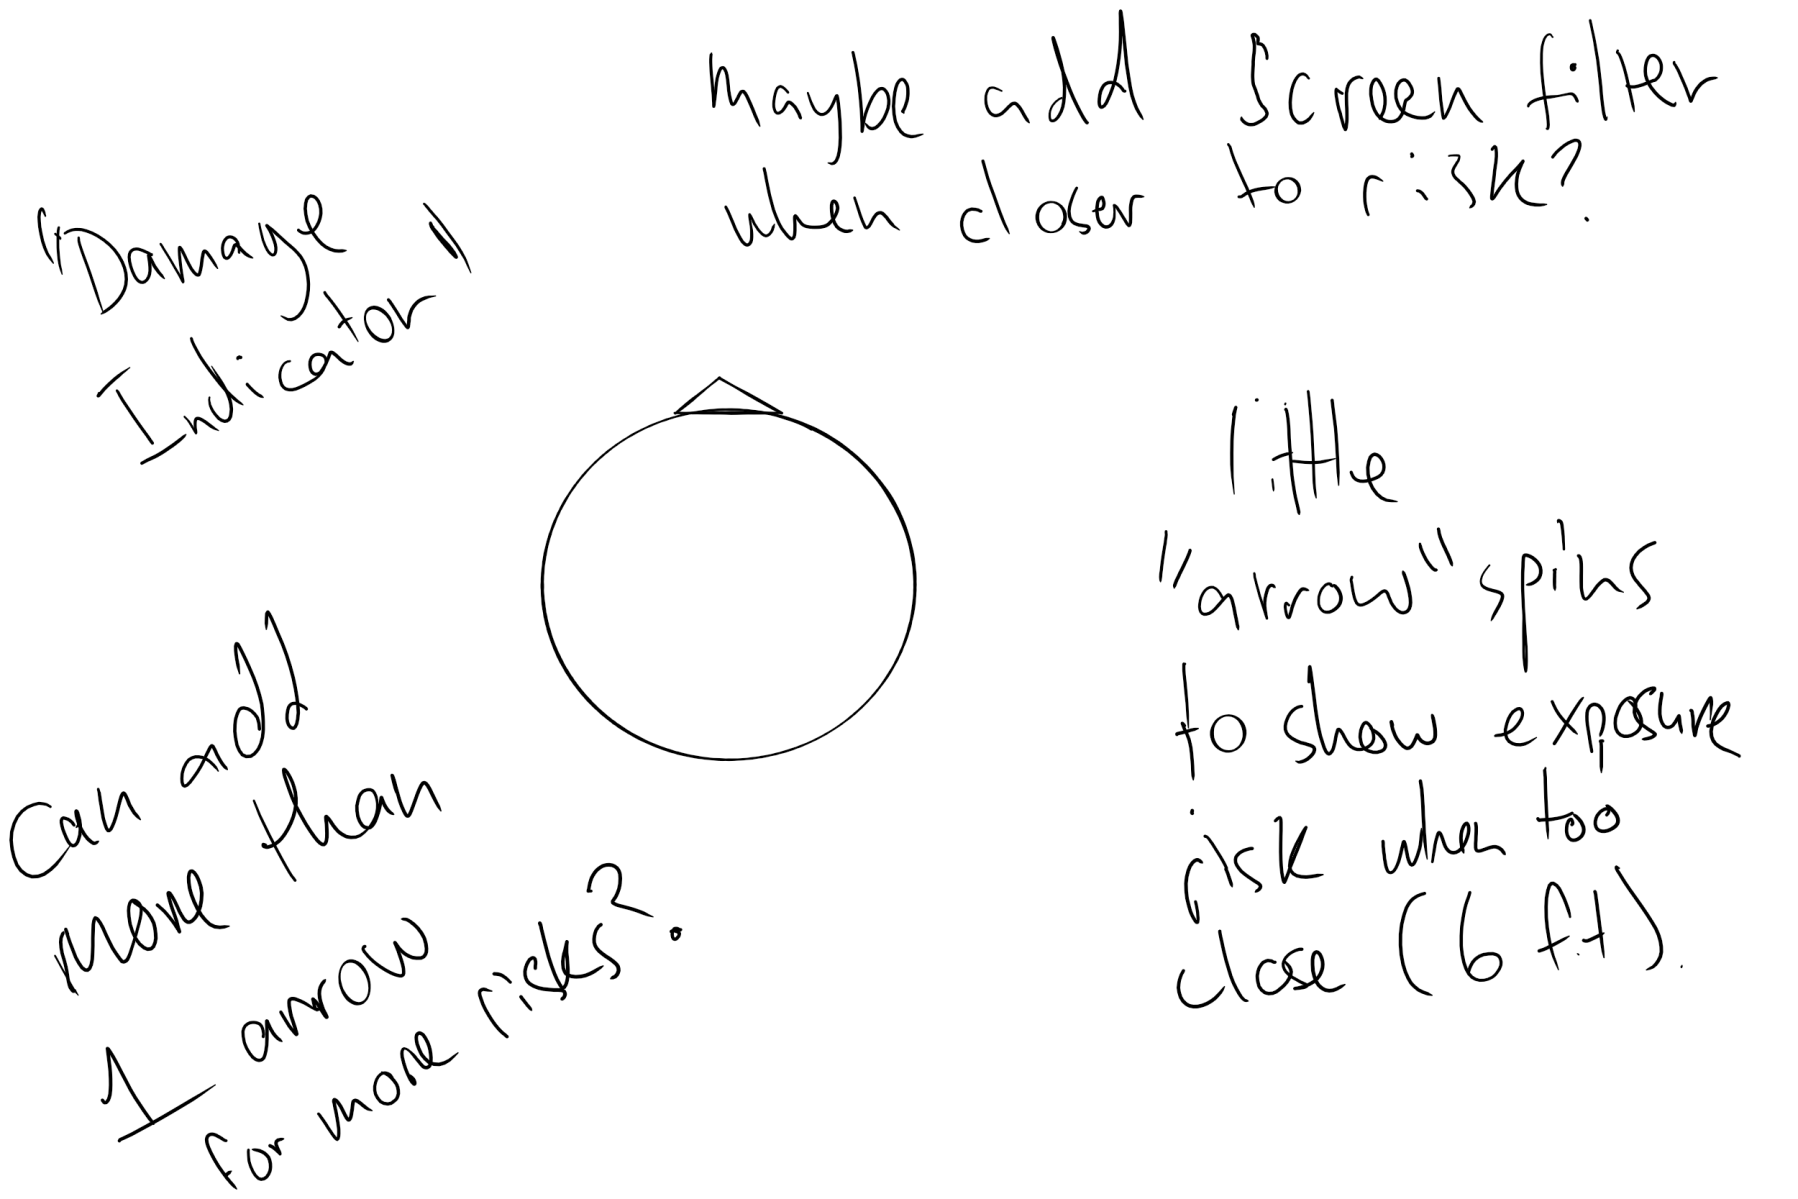 maybe add screen filter
when closer to risk?
"Damage
Indicator"
little
"arrow" spins
to show exposure
risk when too
close (6 ft).
Can add
more than
1 arrow
for more risks?